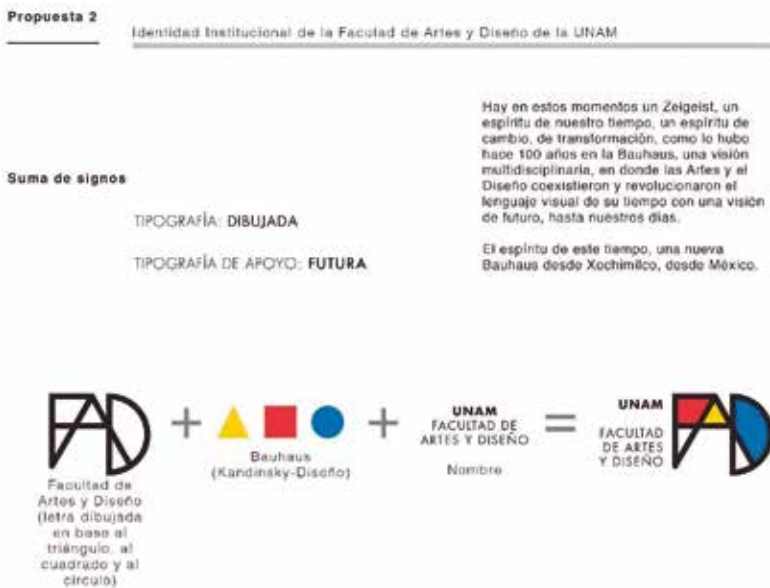 Propuesta 2
Identidad Institucional de la Facultad de Artes y Diseño de la UNAM
Hay en estos momentos un Zeigeist, un
espíritu de nuestro tiempo, un espíritu de
cambio, de transformación, como lo hubo
hace 100 años en la Bauhaus, una visión
multidisciplinaria, en donde las Artes y el
Diseño coexistieron y revolucionaron el
lenguaje visual de su tiempo con una visión
de futuro, hasta nuestros días.
El espíritu de este tiempo, una nueva
Bauhaus desde Xochimilco, desde México.
Suma de signos
TIPOGRAFÍA: DIBUJADA
TIPOGRAFÍA DE APOYO: FUTURA
FAD
Facultad de
Artes y Diseño
(letra dibujada
en base al
triángulo, al
cuadrado y al
círculo)
+
Bauhaus
(Kandinsky-Diseño)
+
UNAM
FACULTAD DE
ARTES Y DISEÑO
Nombre
=
UNAM
FACULTAD
DE ARTES
Y DISEÑO
FAD